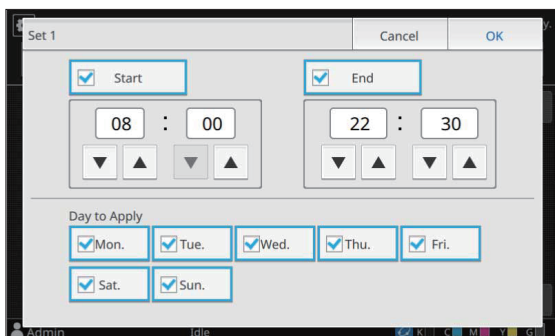 y.
Set 1 Cancel OK
Start End
08 : 00 22 : 30
Day to Apply
Mon. Tue. Wed. Thu. Fri.
Sat. Sun.
Admin Idle K C M Y G